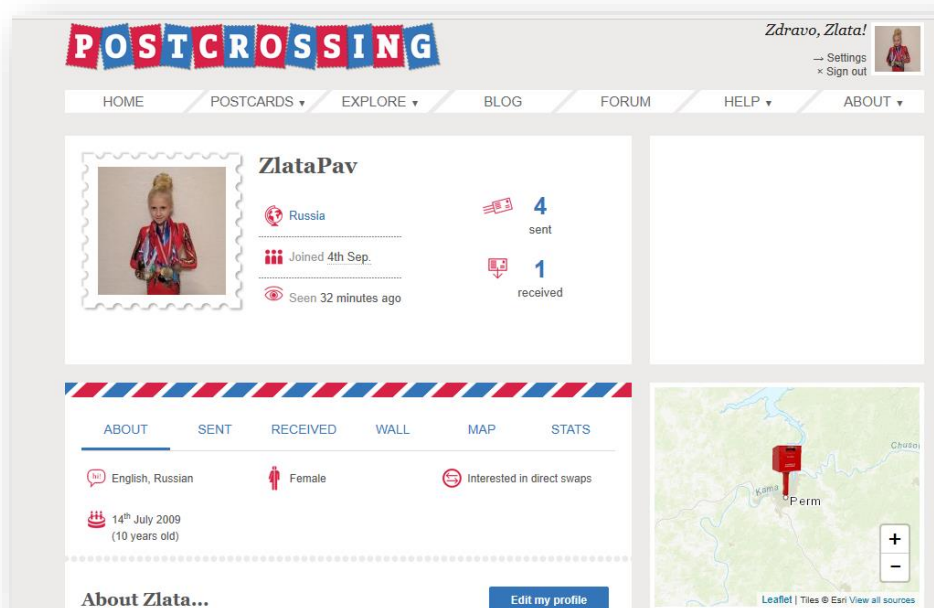 POSTCROSSING
Zdravo, Zlata!
→ Settings
× Sign out
HOME
POSTCARDS ▾
EXPLORE ▾
BLOG
FORUM
HELP ▾
ABOUT ▾
ZlataPav
Russia
Joined 4th Sep.
Seen 32 minutes ago
4
sent
1
received
ABOUT
SENT
RECEIVED
WALL
MAP
STATS
English, Russian
Female
Interested in direct swaps
14th July 2009
(10 years old)
About Zlata...
Edit my profile
Kama
Perm
+
−
Leaflet | Tiles © Esri View all sources